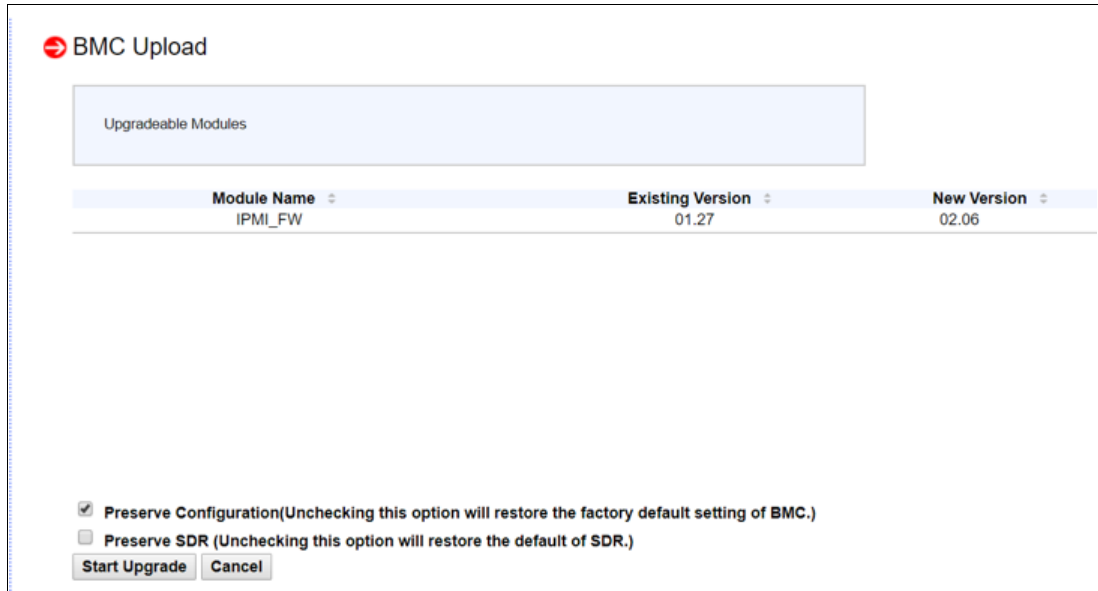 BMC Upload
Upgradeable Modules
Module Name Existing Version New Version
IPMI_FW 01.27 02.06
Preserve Configuration(Unchecking this option will restore the factory default setting of BMC.)
Preserve SDR (Unchecking this option will restore the default of SDR.)
Start Upgrade Cancel